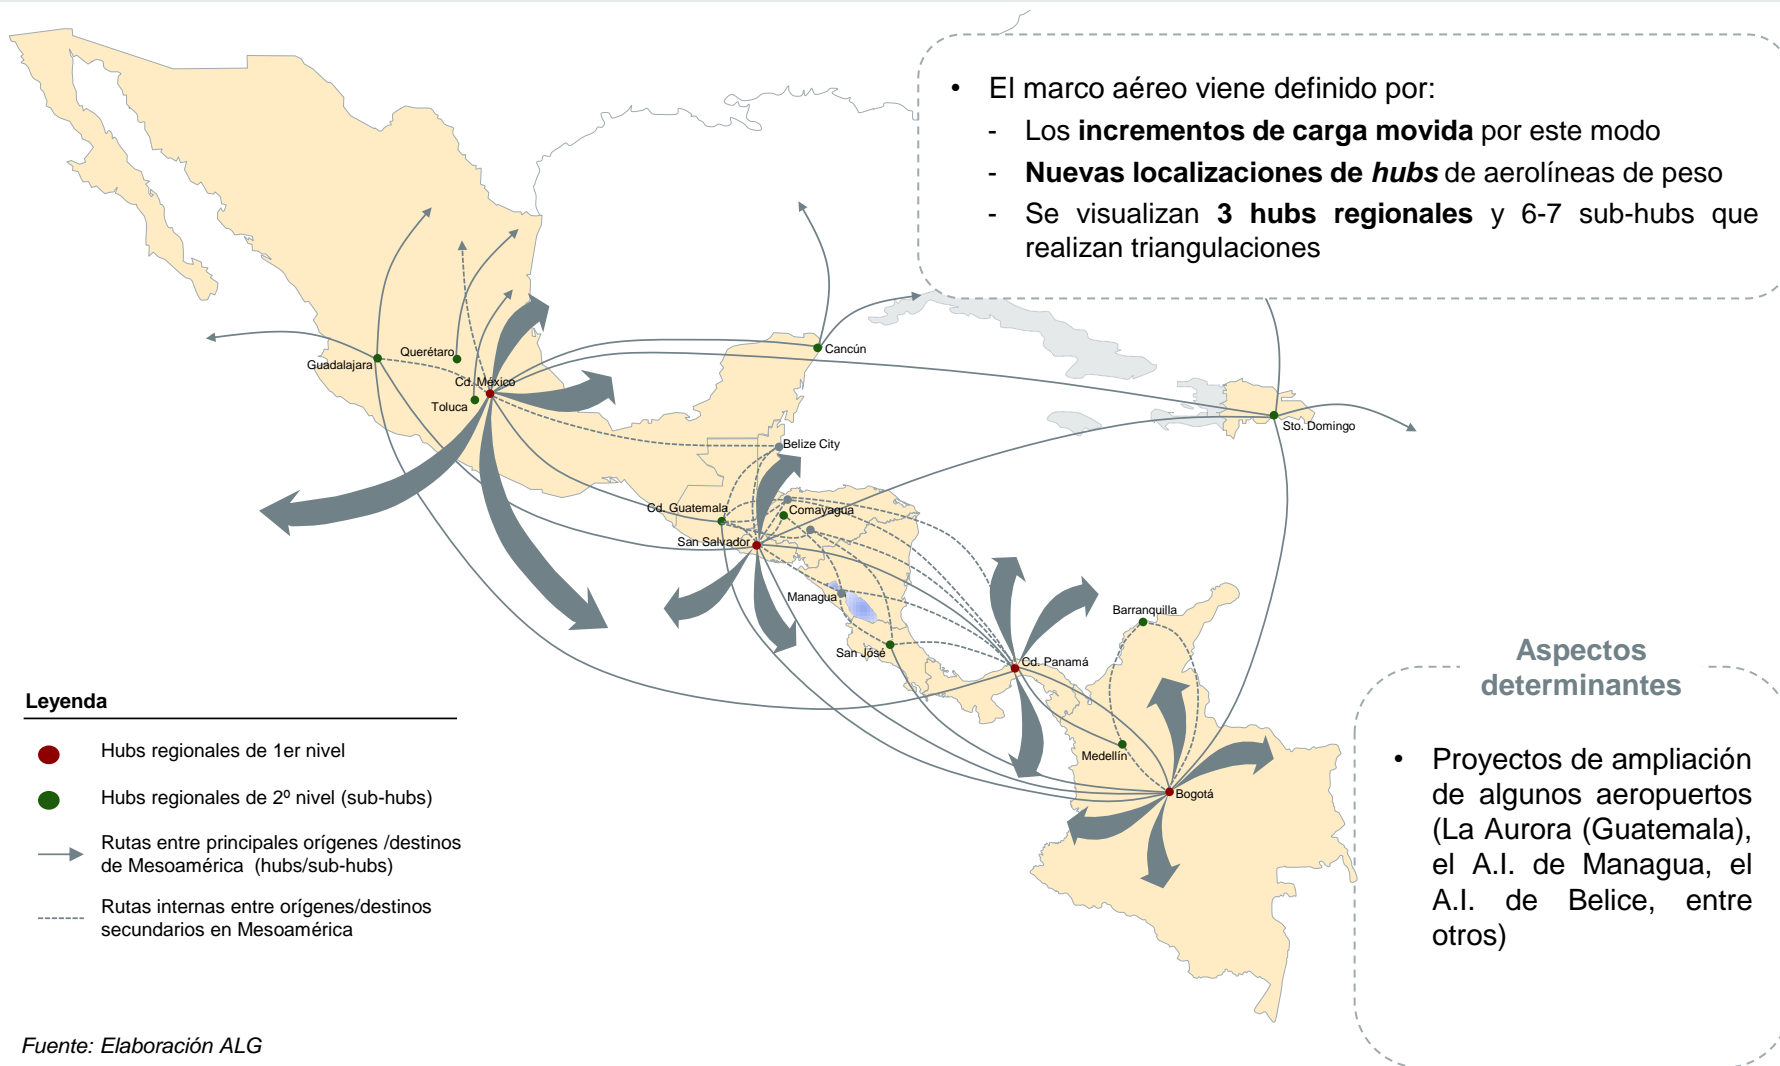 • El marco aéreo viene definido por:
- Los incrementos de carga movida por este modo
- Nuevas localizaciones de hubs de aerolíneas de peso
- Se visualizan 3 hubs regionales y 6-7 sub-hubs que
realizan triangulaciones
Guadalajara
Querétaro
Cd. México
Toluca
Cancún
Sto. Domingo
Belize City
Cd. Guatemala
Comayagua
San Salvador
Managua
San Jósé
Cd. Panamá
Barranquilla
Medellín
Bogotá
Aspectos
determinantes
• Proyectos de ampliación
de algunos aeropuertos
(La Aurora (Guatemala),
el A.I. de Managua, el
A.I. de Belice, entre
otros)
Leyenda
Hubs regionales de 1er nivel
Hubs regionales de 2º nivel (sub-hubs)
Rutas entre principales orígenes /destinos
de Mesoamérica (hubs/sub-hubs)
Rutas internas entre orígenes/destinos
secundarios en Mesoamérica
Fuente: Elaboración ALG